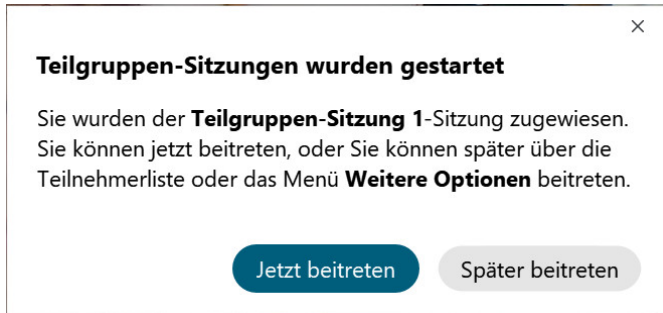 Teilgruppen-Sitzungen wurden gestartet
Sie wurden der Teilgruppen-Sitzung 1-Sitzung zugewiesen.
Sie können jetzt beitreten, oder Sie können später über die
Teilnehmerliste oder das Menü Weitere Optionen beitreten.
Jetzt beitreten Später beitreten